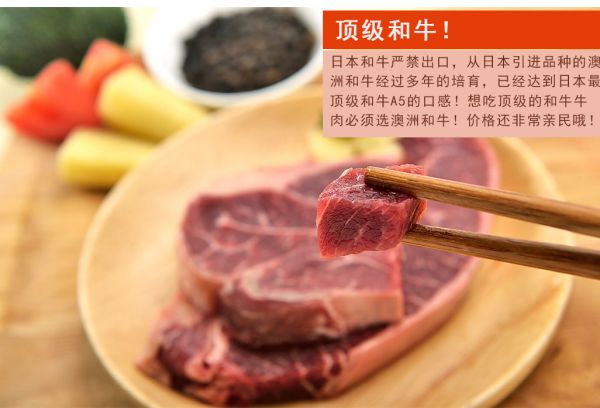 顶级和牛！
日本和牛严禁出口，从日本引进品种的澳
洲和牛经过多年的培育，已经达到日本最
顶级和牛A5的口感！想吃顶级的和牛牛
肉必须选澳洲和牛！价格还非常亲民哦！